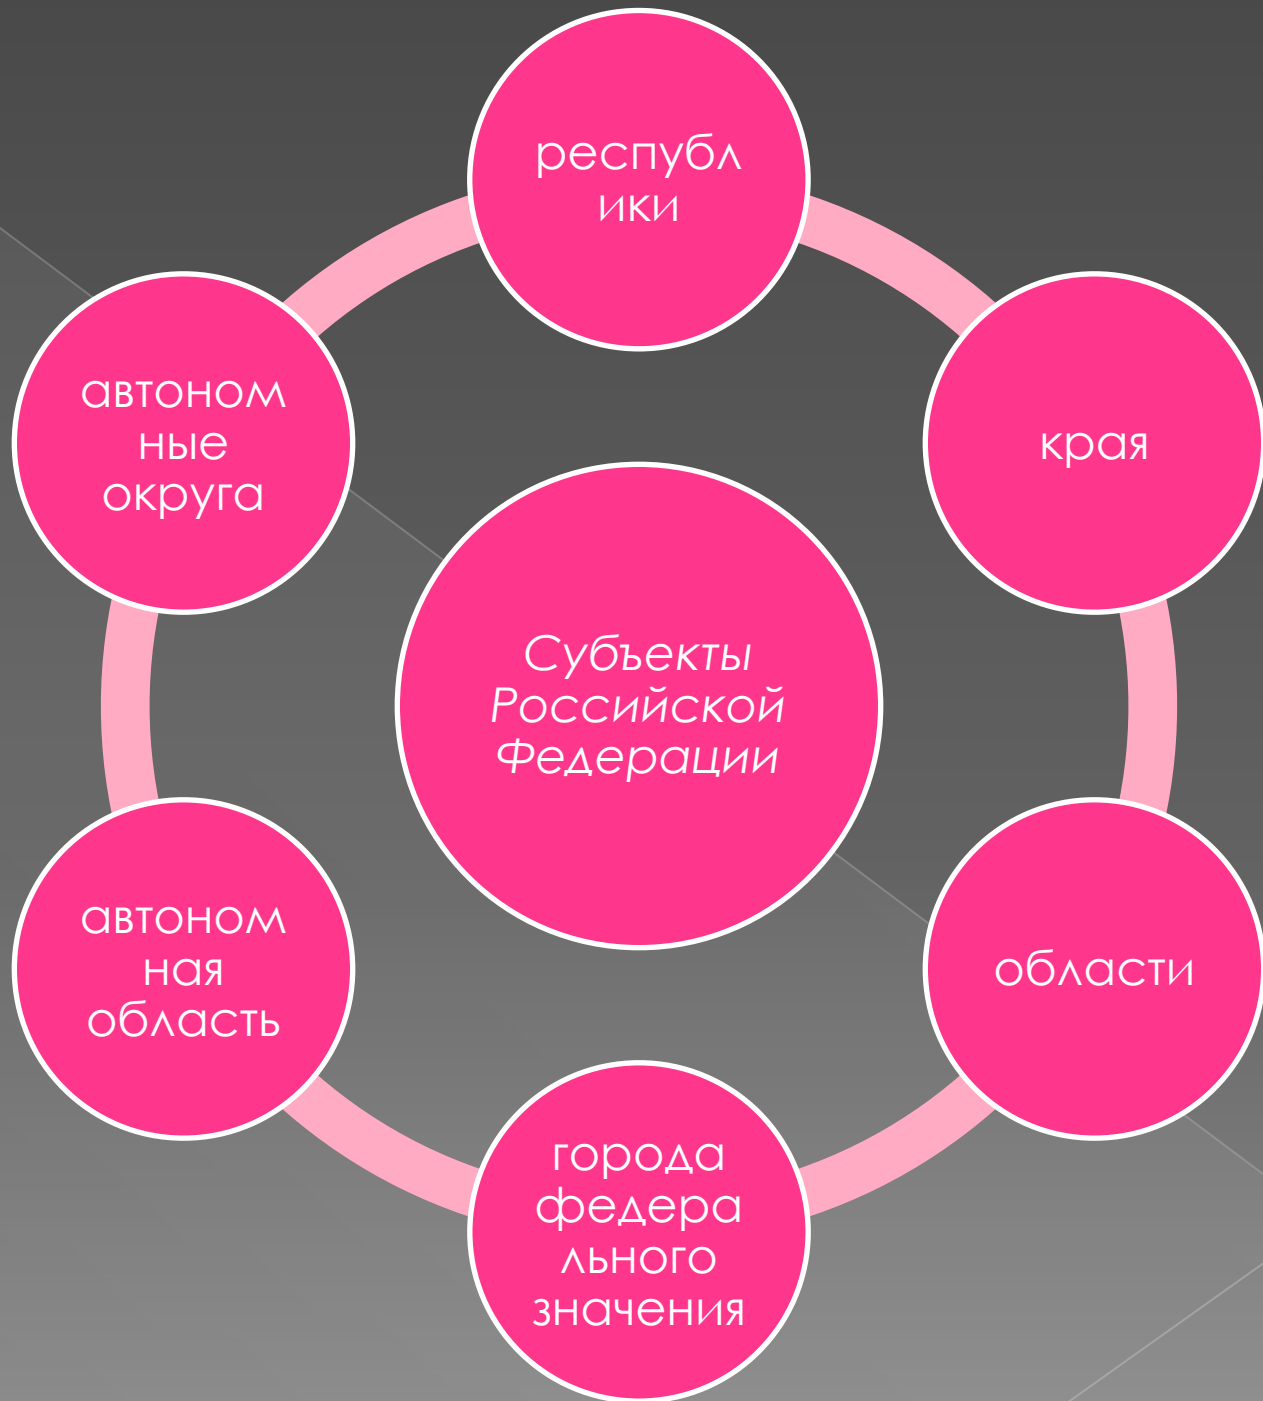 республ
ики
края
области
города
федера
льного
значения
автоном
ная
область
автоном
ные
округа
Субъекты
Российской
Федерации